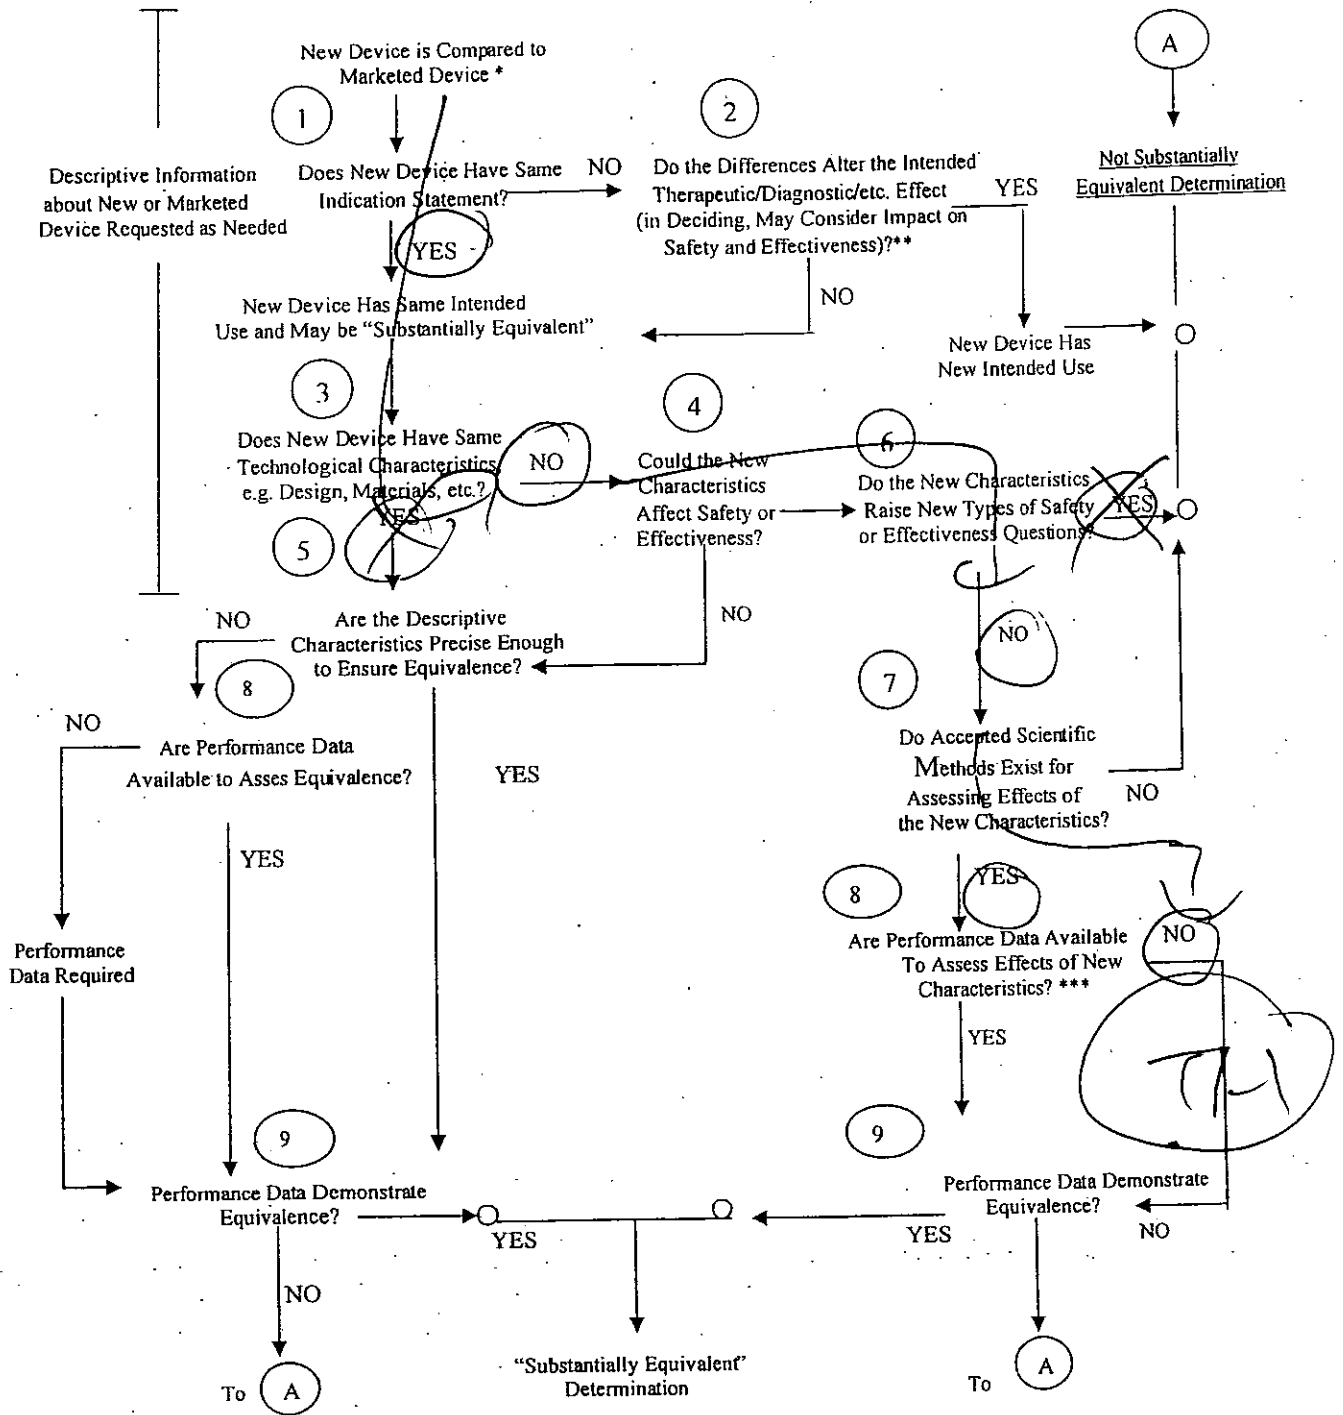 A
New Device is Compared to
Marketed Device *
1
2
Descriptive Information
about New or Marketed
Device Requested as Needed
Does New Device Have Same
Indication Statement?
NO
Do the Differences Alter the Intended
Therapeutic/Diagnostic/etc. Effect
(in Deciding, May Consider Impact on
Safety and Effectiveness)?**
YES
Not Substantially
Equivalent Determination
YES
NO
New Device Has Same Intended
Use and May be “Substantially Equivalent”
New Device Has
New Intended Use
3
4
6
Does New Device Have Same
Technological Characteristics,
e.g. Design, Materials, etc.?
NO
Could the New
Characteristics
Affect Safety or
Effectiveness?
Do the New Characteristics
Raise New Types of Safety
or Effectiveness Questions?
YES
YES
5
NO
Are the Descriptive
Characteristics Precise Enough
to Ensure Equivalence?
NO
NO
8
7
NO
Are Performance Data
Available to Asses Equivalence?
YES
Do Accepted Scientific
Methods Exist for
Assessing Effects of
the New Characteristics?
NO
YES
YES
8
Performance
Data Required
Are Performance Data Available
To Assess Effects of New
Characteristics? ***
NO
YES
9
9
Performance Data Demonstrate
Equivalence?
YES
Performance Data Demonstrate
Equivalence?
YES
NO
NO
To A
“Substantially Equivalent”
Determination
To A